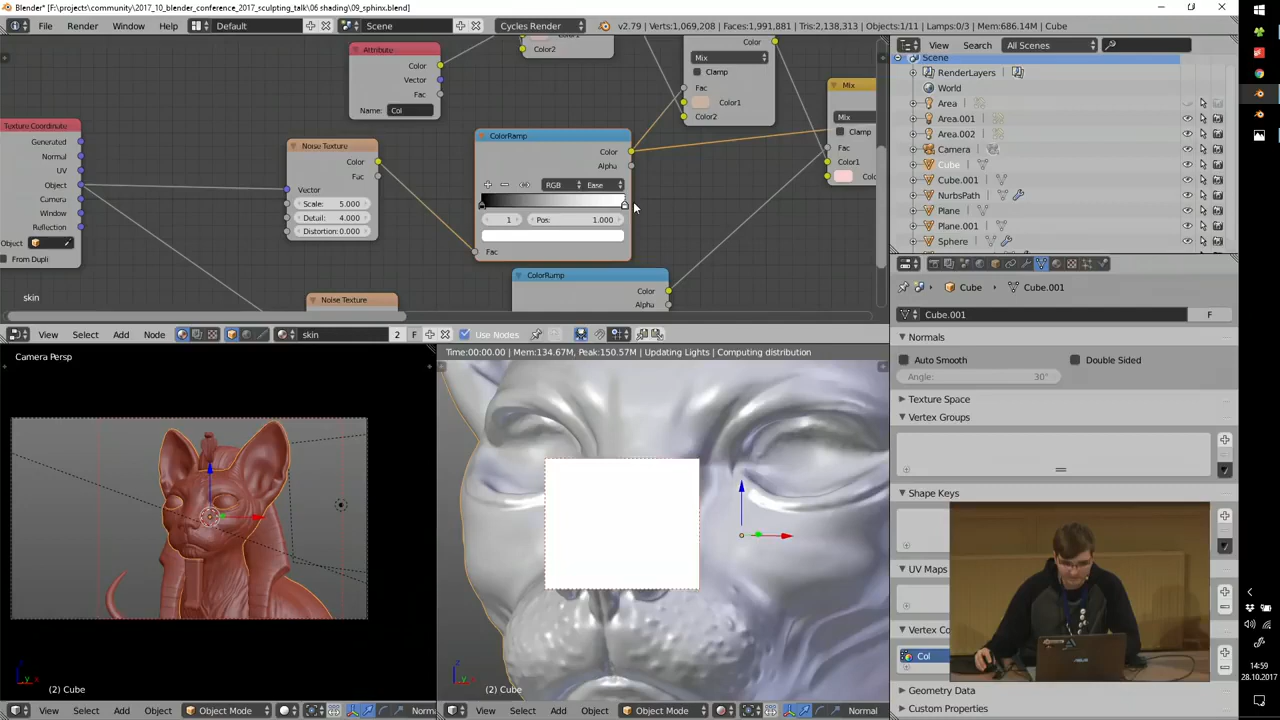 Blender* [F:\projects\community\2017_10_blender_conference_2017_sculpting_talk\06 shading\09_sphinx.blend]
File Render Window Help Default Scene Cycles Render v2.79 | Verts:1,069,208 | Faces:1,991,881 | Tris:2,138,313 | Objects:1/11 | Lamps:0/3 | Mem:686.14M | Cube
View Search All Scenes
Scene
RenderLayers
World
Area
Area.001
Area.002
Camera
Cube
Cube.001
NurbsPath
Plane
Plane.001
Sphere
Attribute
Color
Vector
Fac
Name: Col
Color2
Color
Mix
Clamp
Fac
Color1
Color2
Mix
Mix
Clamp
Fac
Color1
Texture Coordinate
Generated
Normal
UV
Object
Camera
Window
Reflection
Object
From Dupli
Noise Texture
Color
Fac
Vector
Scale: 5.000
Detail: 4.000
Distortion: 0.000
ColorRamp
Color
Alpha
RGB Ease
1 Pos: 1.000
Fac
ColorRamp
Color
Alpha
Noise Texture
skin
View Select Add Node skin 2 F Use Nodes
Camera Persp
(2) Cube
View Select Add Object Object Mode
Time:00:00.00 | Mem:134.67M, Peak:150.57M | Updating Lights | Computing distribution
(2) Cube
View Select Add Object Object Mode Normal
Cube Cube.001
Cube.001 F
Normals
Auto Smooth Double Sided
Angle: 30°
Texture Space
Vertex Groups
Shape Keys
UV Maps
Vertex Co
Col
Geometry Data
Custom Properties
14:59
28.10.2017